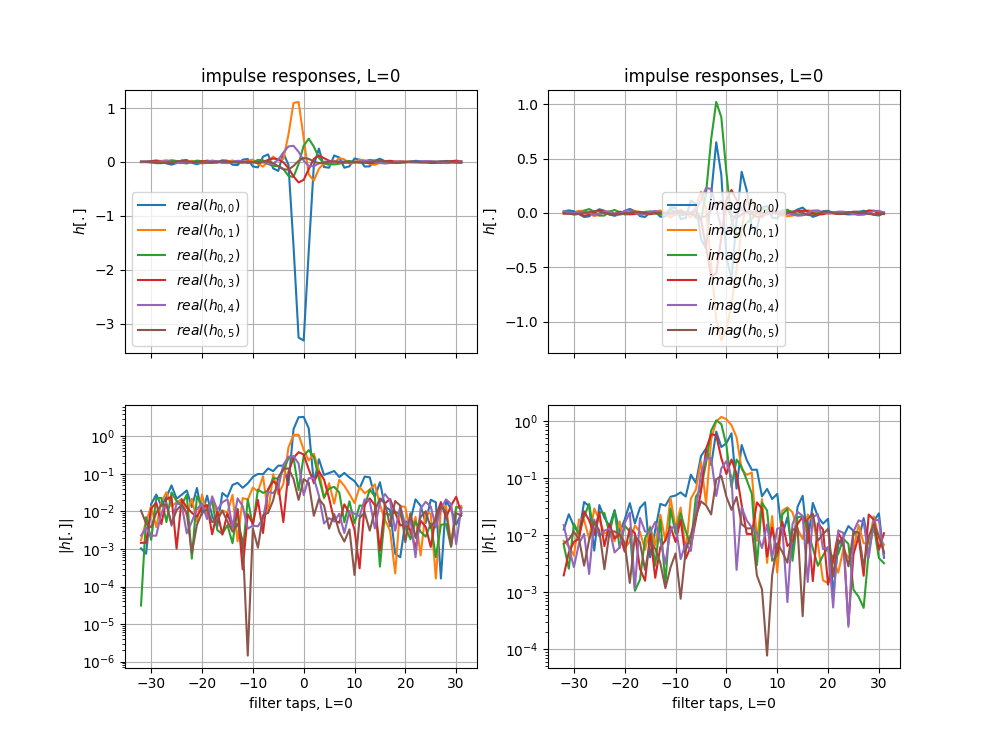 impulse responses, L=0
impulse responses, L=0
1
0
−1
−2
−3
h[.]
real(h0,0)
real(h0,1)
real(h0,2)
real(h0,3)
real(h0,4)
real(h0,5)
1.0
0.5
0.0
−0.5
−1.0
h[.]
imag(h0,0)
imag(h0,1)
imag(h0,2)
imag(h0,3)
imag(h0,4)
imag(h0,5)
10⁰
10⁻¹
10⁻²
10⁻³
10⁻⁴
10⁻⁵
10⁻⁶
|h[.]|
−30 −20 −10 0 10 20 30
filter taps, L=0
10⁰
10⁻¹
10⁻²
10⁻³
10⁻⁴
|h[.]|
−30 −20 −10 0 10 20 30
filter taps, L=0